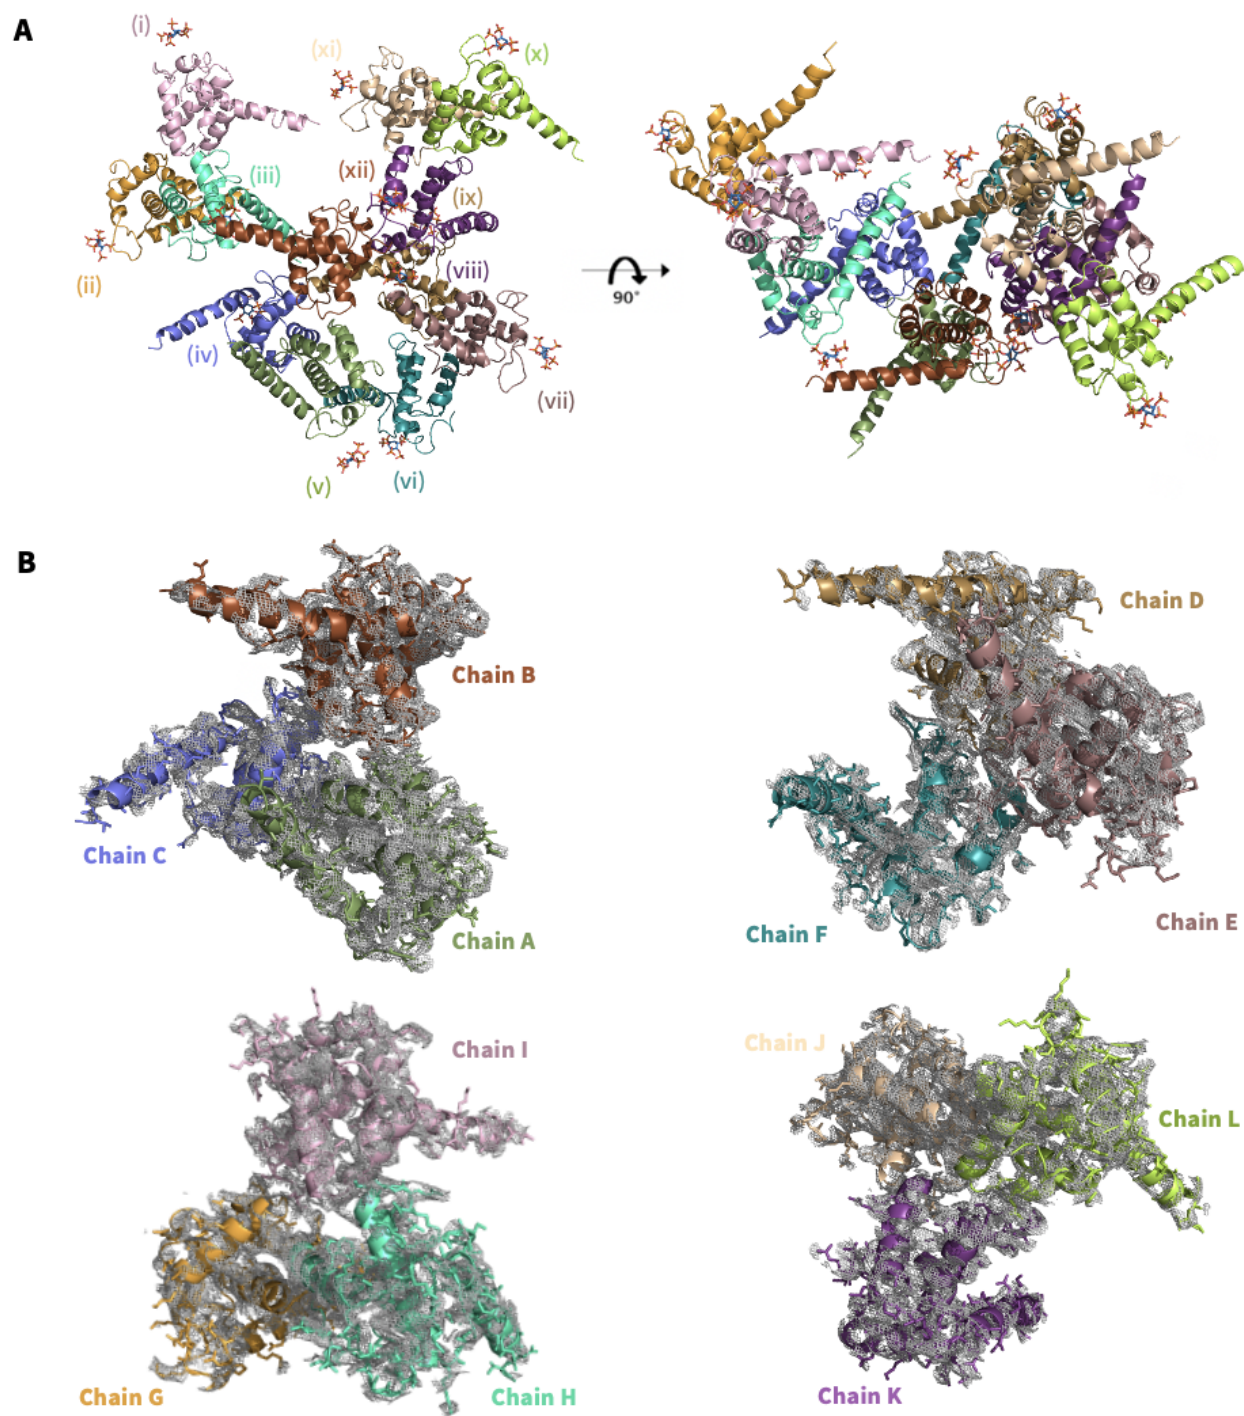 A
(i)
(xi)
(x)
(iii)
(xii)
(ix)
(ii)
(viii)
90°
(iv)
(vii)
(v)
(vi)
B
Chain D
Chain B
Chain C
Chain A
Chain F
Chain E
Chain I
Chain J
Chain L
Chain G
Chain H
Chain K